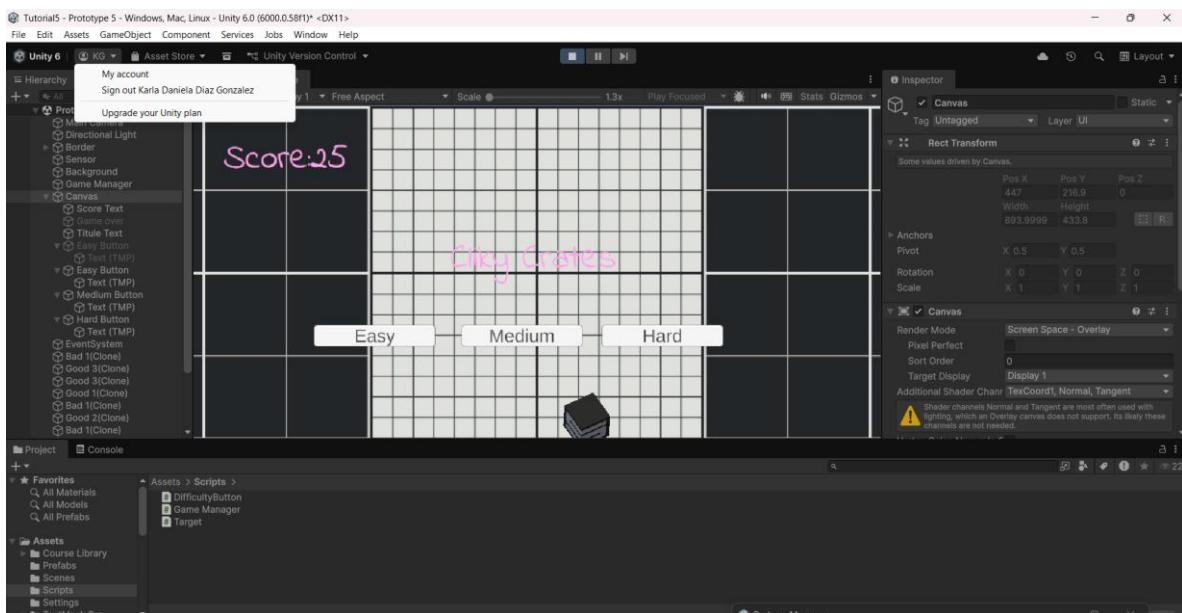 Tutorial5 - Prototype 5 - Windows, Mac, Linux - Unity 6.0 (6000.0.58f1)* <DX11>
File Edit Assets GameObject Component Services Jobs Window Help
Unity 6 KG Asset Store Unity Version Control Layout
My account
Sign out Karla Daniela Diaz Gonzalez
Upgrade your Unity plan
Hierarchy
All
Free Aspect Scale 1.3x Play Focused Stats Gizmos
Main Camera
Directional Light
Border
Sensor
Background
Game Manager
Canvas
Score Text
Game over
Titule Text
Easy Button
Text (TMP)
Easy Button
Text (TMP)
Medium Button
Text (TMP)
Hard Button
Text (TMP)
EventSystem
Bad 1(Clone)
Good 3(Clone)
Good 3(Clone)
Good 1(Clone)
Bad 1(Clone)
Good 2(Clone)
Bad 1(Clone)
Score:25
Cliky Crates
Easy Medium Hard
Inspector
Canvas Static
Tag Untagged Layer UI
Rect Transform
Some values driven by Canvas.
Pos X Pos Y Pos Z
447 216.9 0
Width Height
893.9999 433.8 R
Anchors
Pivot X 0.5 Y 0.5
Rotation X 0 Y 0 Z 0
Scale X 1 Y 1 Z 1
Canvas
Render Mode Screen Space - Overlay
Pixel Perfect
Sort Order 0
Target Display Display 1
Additional Shader Chanr TexCoord1, Normal, Tangent
Shader channels Normal and Tangent are most often used with
lighting, which an Overlay canvas does not support. Its likely these
channels are not needed.
Project Console
Favorites
All Materials
All Models
All Prefabs
Assets
Course Library
Prefabs
Scenes
Scripts
Settings
Assets > Scripts >
DifficultyButton
Game Manager
Target
22